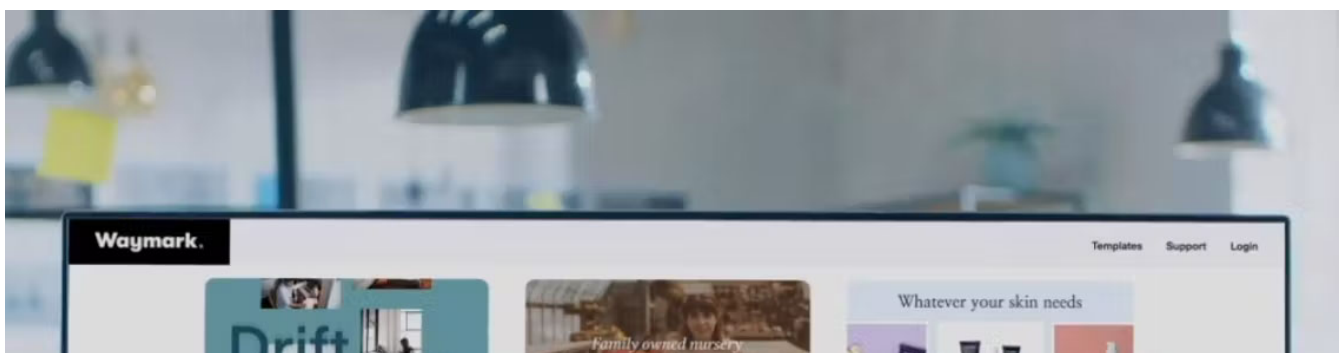 Waymark.
Templates Support Login
Whatever your skin needs
Drift
Family owned nursery